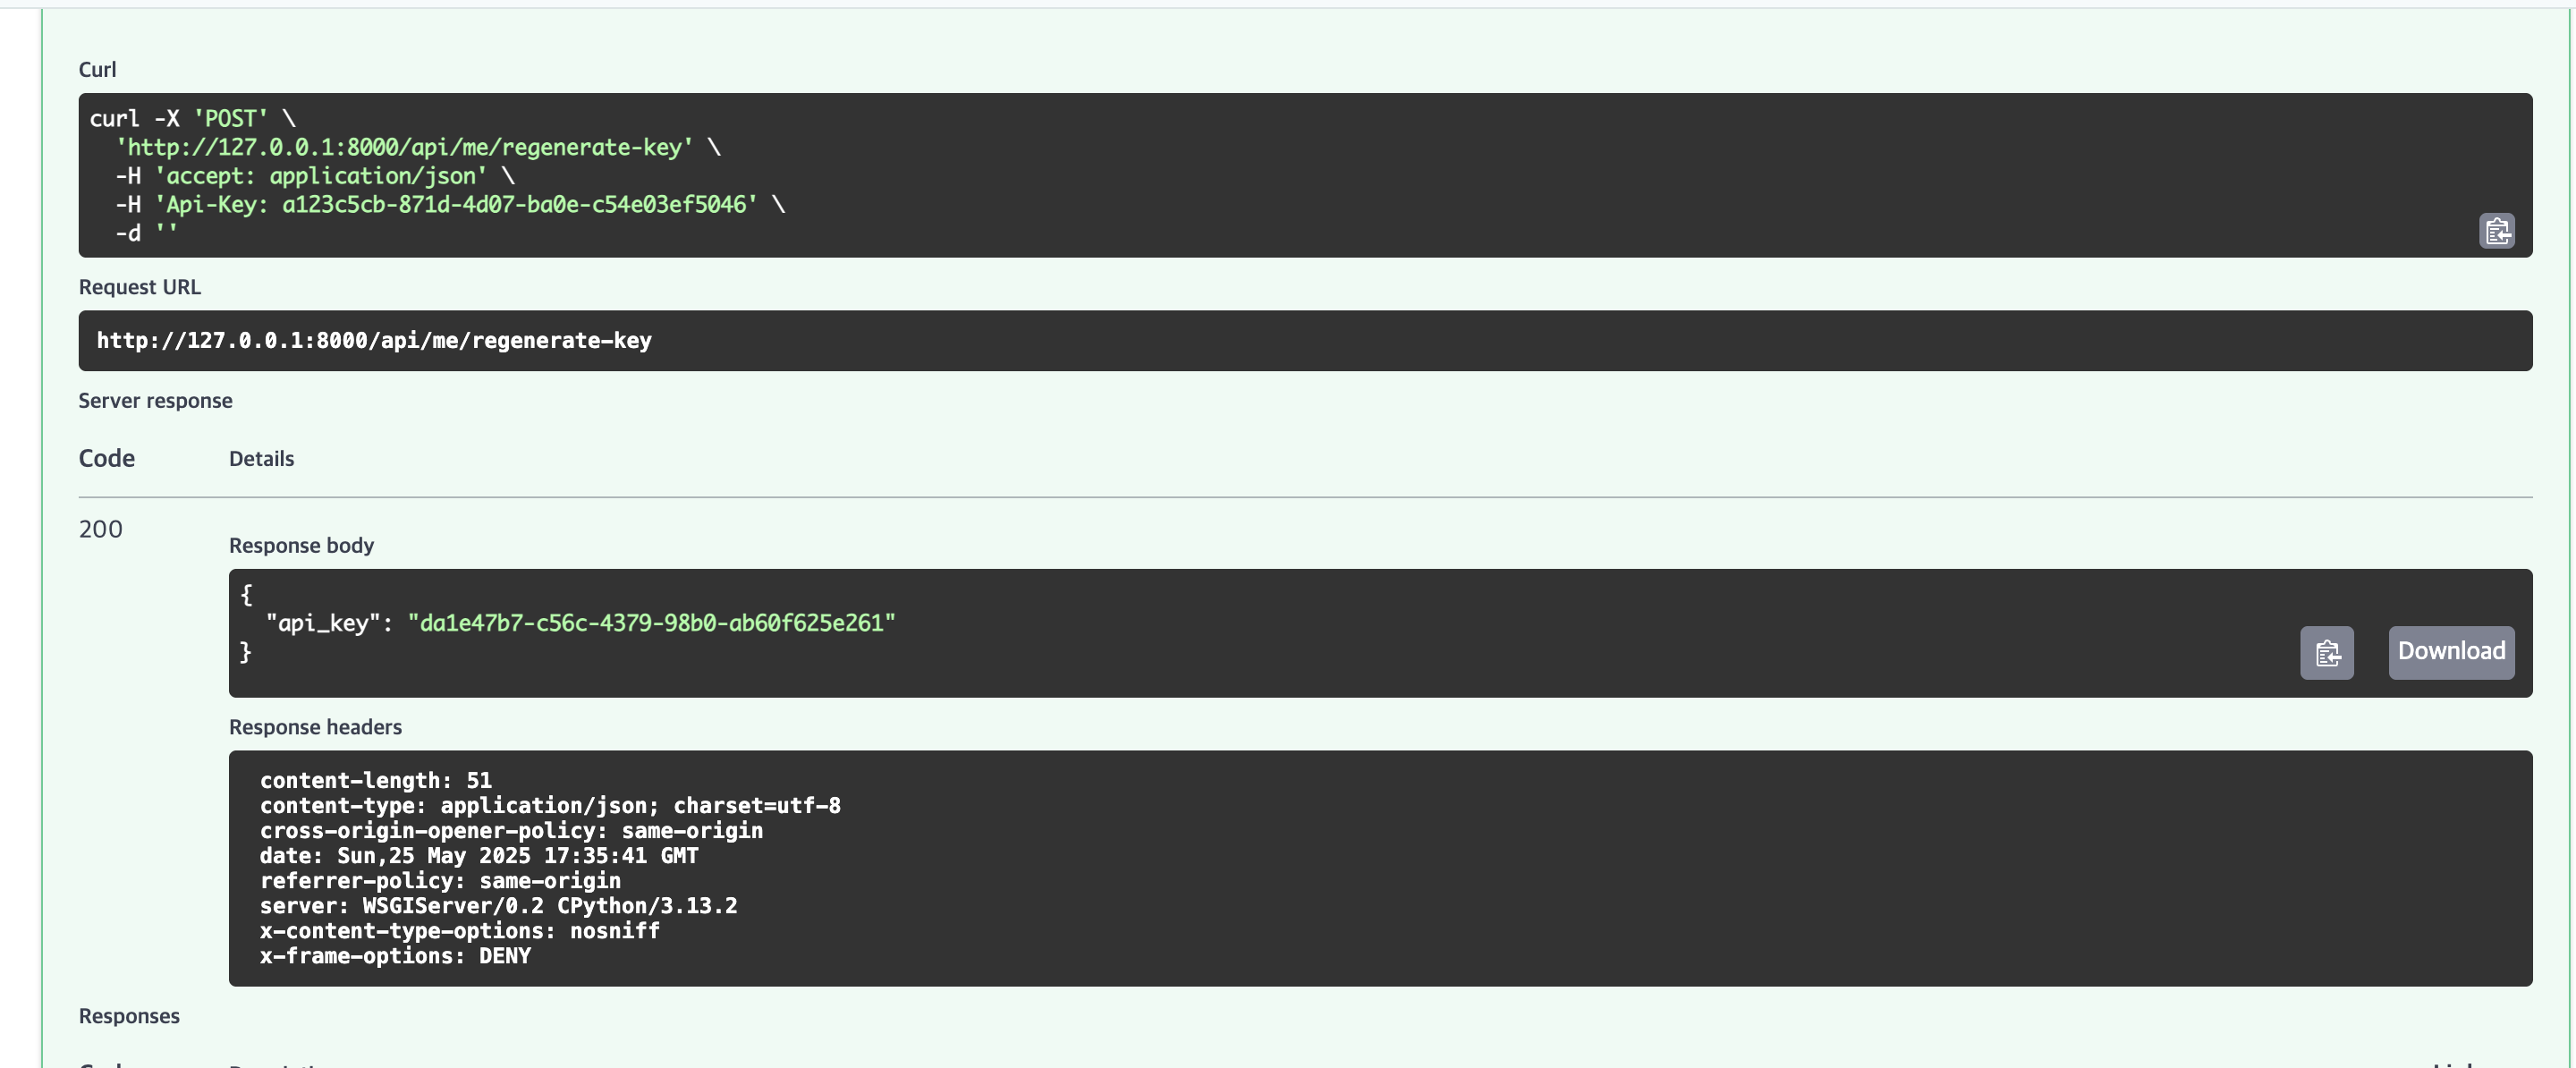 Curl
curl -X 'POST' \
'http://127.0.0.1:8000/api/me/regenerate-key' \
-H 'accept: application/json' \
-H 'Api-Key: a123c5cb-871d-4d07-ba0e-c54e03ef5046' \
-d ''
Request URL
http://127.0.0.1:8000/api/me/regenerate-key
Server response
Code Details
200
Response body
{
"api_key": "da1e47b7-c56c-4379-98b0-ab60f625e261"
}
Download
Response headers
content-length: 51
content-type: application/json; charset=utf-8
cross-origin-opener-policy: same-origin
date: Sun,25 May 2025 17:35:41 GMT
referrer-policy: same-origin
server: WSGIServer/0.2 CPython/3.13.2
x-content-type-options: nosniff
x-frame-options: DENY
Responses